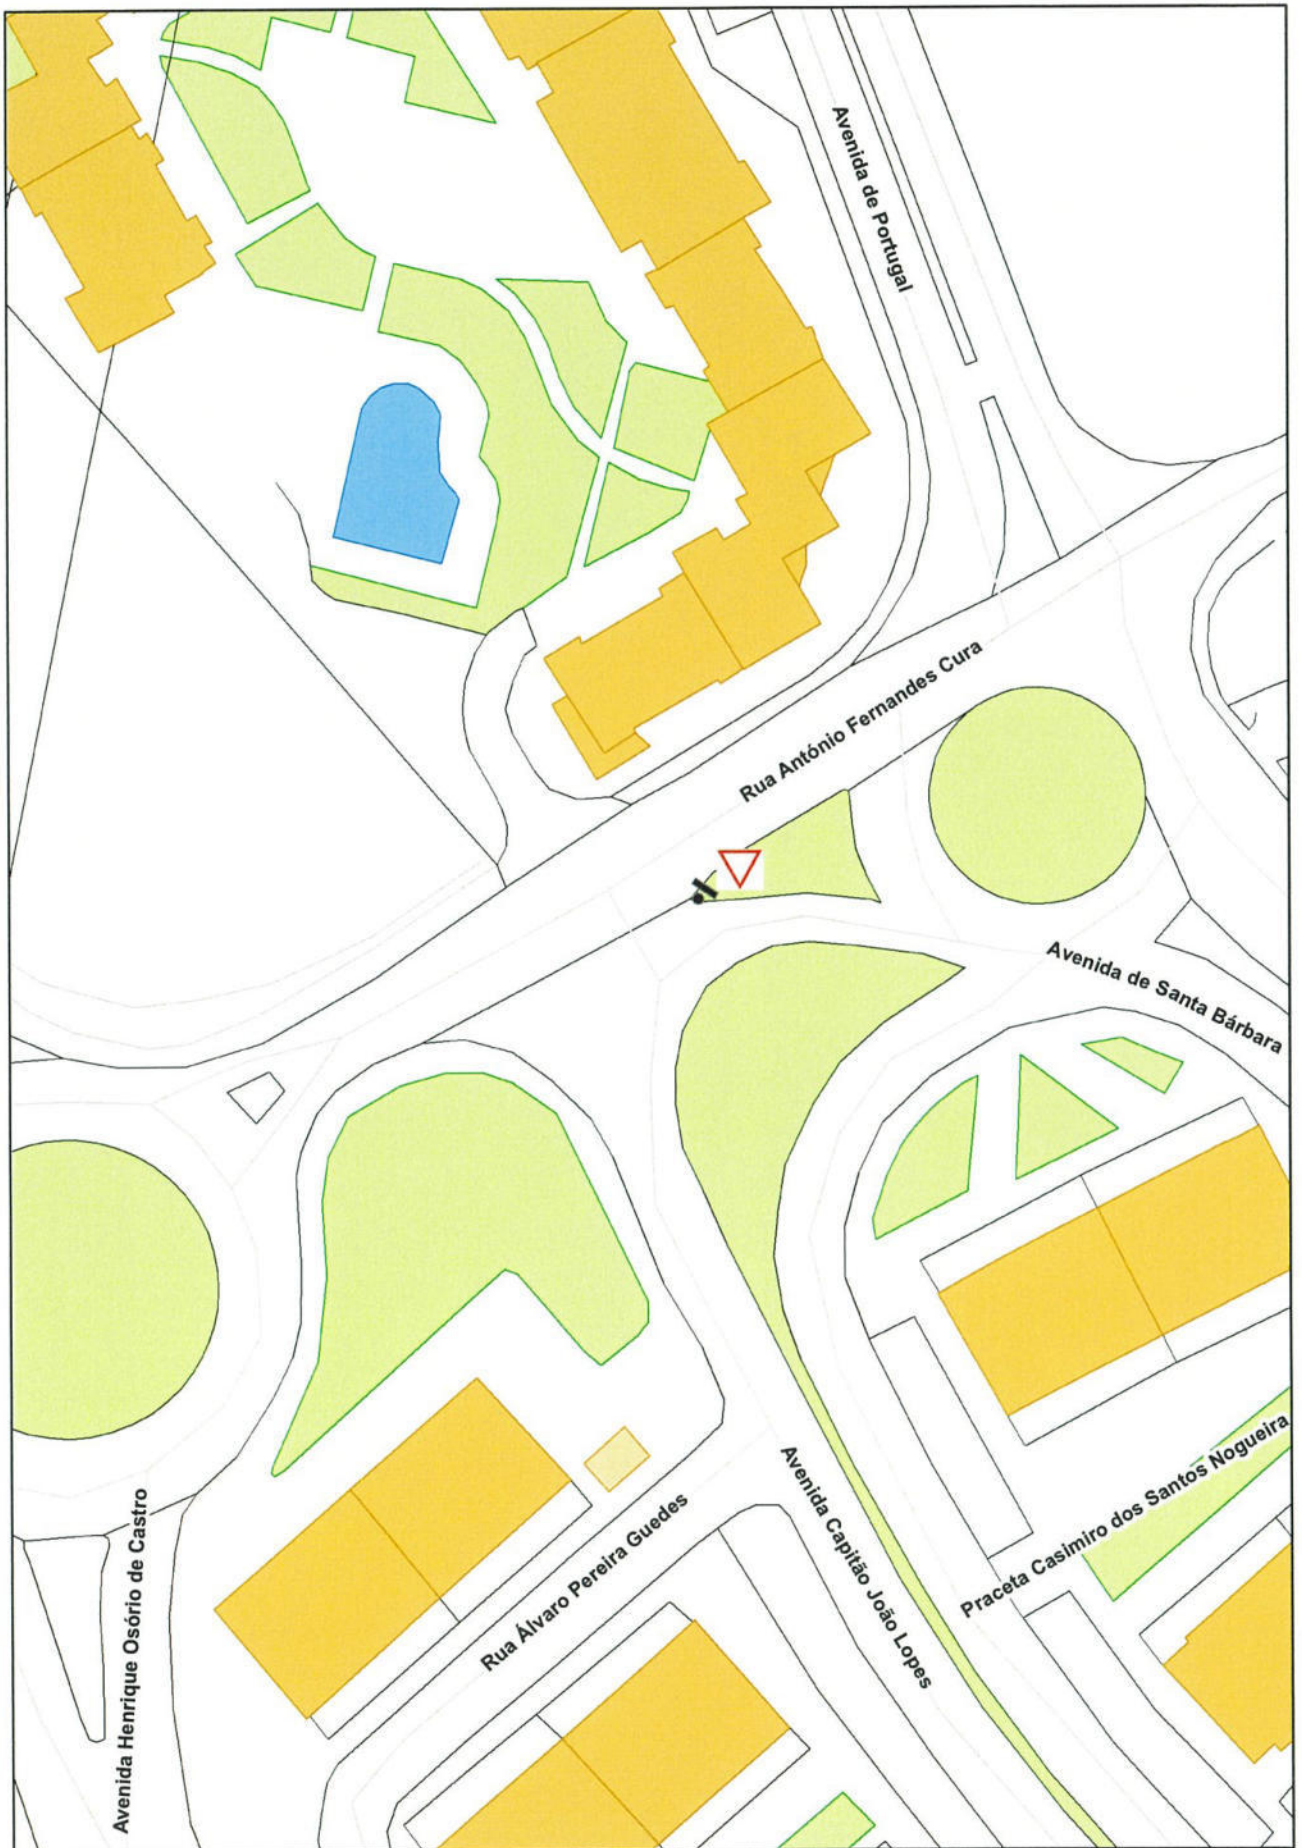 Avenida de Portugal
Rua António Fernandes Cura
Avenida de Santa Bárbara
Avenida Capitão João Lopes
Praceta Casimiro dos Santos Nogueira
Rua Álvaro Pereira Guedes
Avenida Henrique Osório de Castro